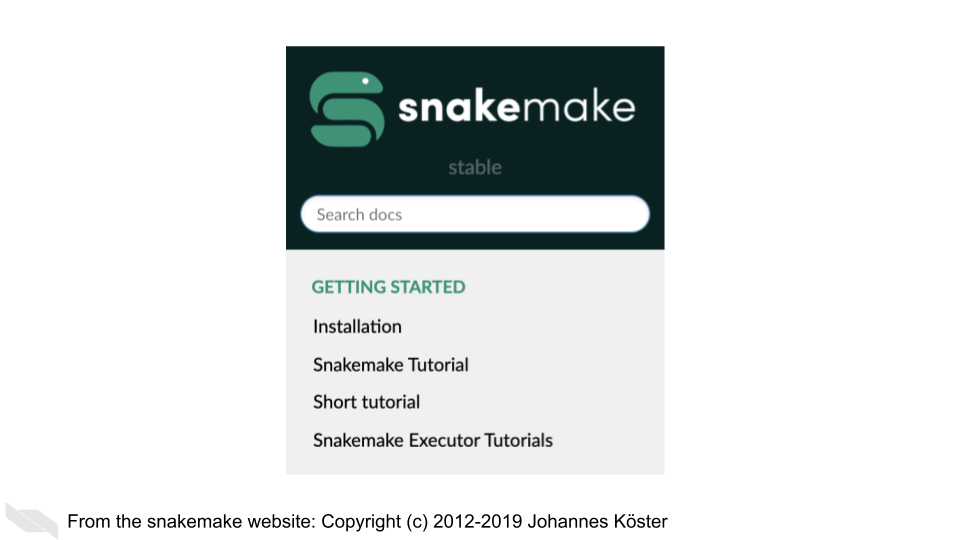 snakemake
stable
Search docs
GETTING STARTED
Installation
Snakemake Tutorial
Short tutorial
Snakemake Executor Tutorials
From the snakemake website: Copyright (c) 2012-2019 Johannes Köster